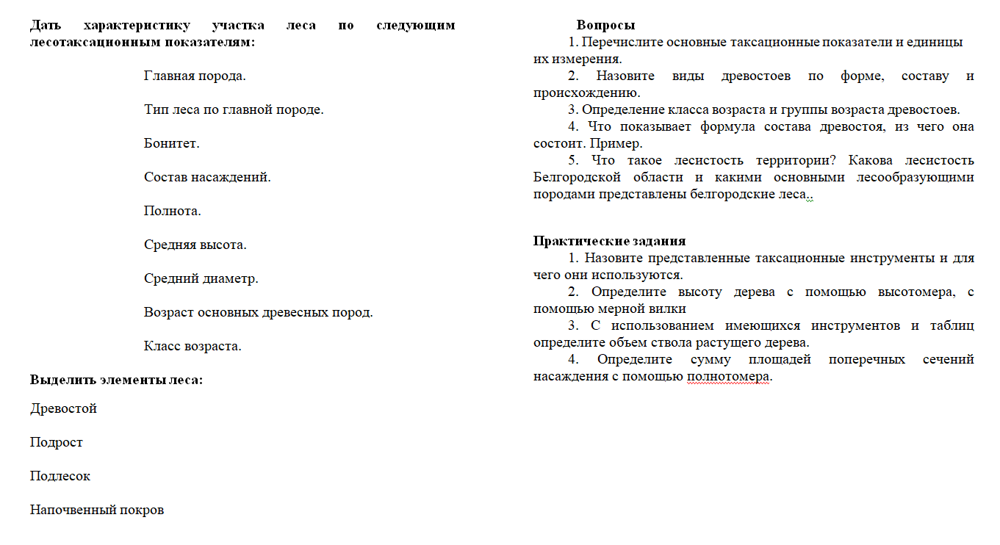 Дать характеристику участка леса по следующим
лесотаксационным показателям:
Главная порода.
Тип леса по главной породе.
Бонитет.
Состав насаждений.
Полнота.
Средняя высота.
Средний диаметр.
Возраст основных древесных пород.
Класс возраста.
Выделить элементы леса:
Древостой
Подрост
Подлесок
Напочвенный покров
Вопросы
1. Перечислите основные таксационные показатели и единицы
их измерения.
2. Назовите виды древостоев по форме, составу и
происхождению.
3. Определение класса возраста и группы возраста древостоев.
4. Что показывает формула состава древостоя, из чего она
состоит. Пример.
5. Что такое лесистость территории? Какова лесистость
Белгородской области и какими основными лесообразующими
породами представлены белгородские леса..
Практические задания
1. Назовите представленные таксационные инструменты и для
чего они используются.
2. Определите высоту дерева с помощью высотомера, с
помощью мерной вилки
3. С использованием имеющихся инструментов и таблиц
определите объем ствола растущего дерева.
4. Определите сумму площадей поперечных сечений
насаждения с помощью полнотомера.